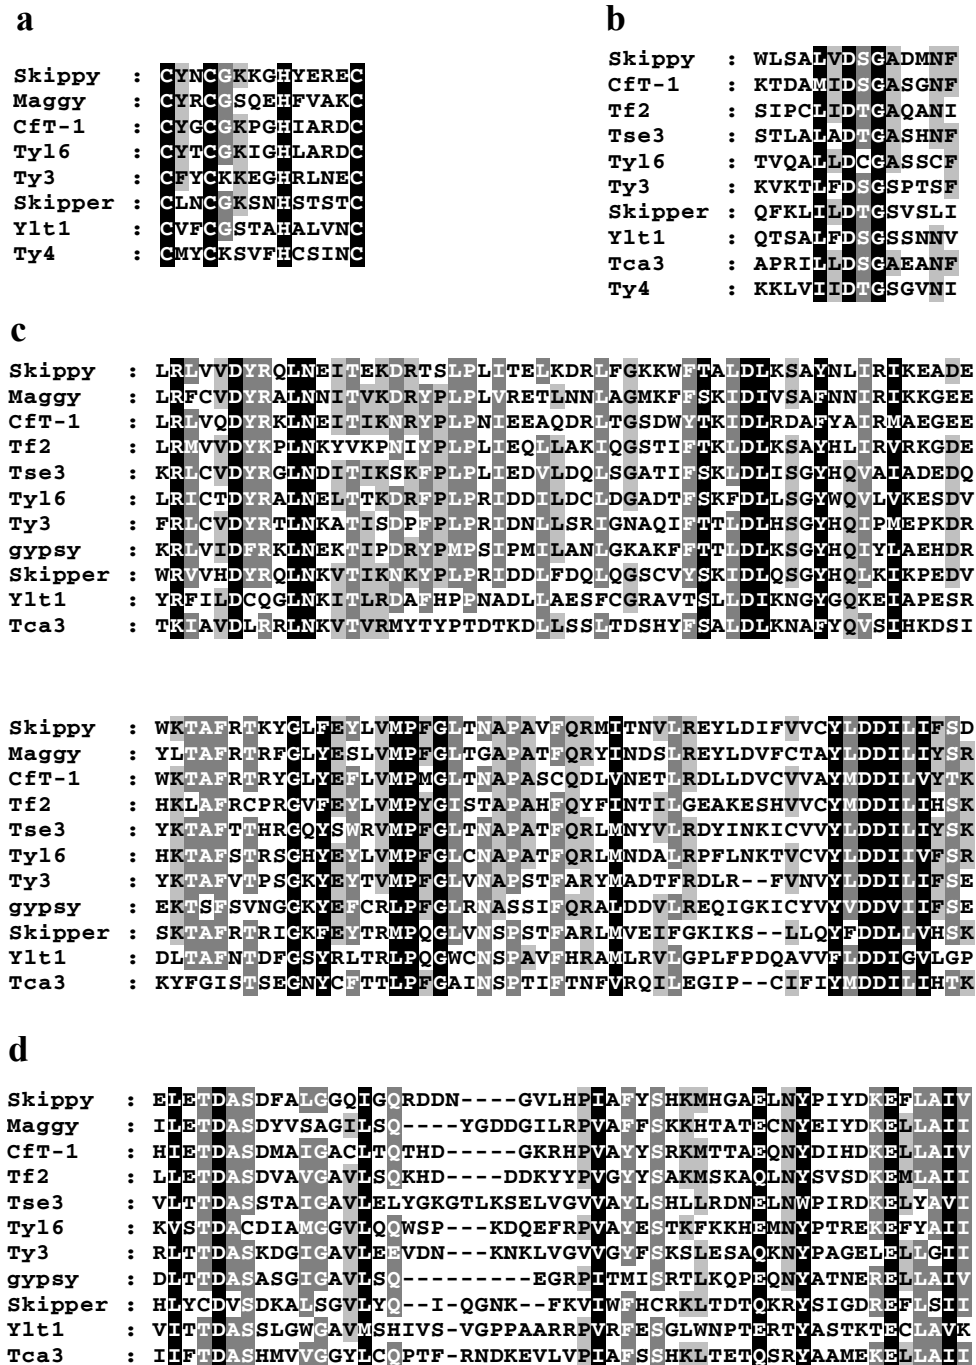 a
Skippy : CYNCGKKGHYEREC
Maggy : CYRCGSQEHFVAKC
CfT-1 : CYGCGKPGHIARDC
Tyl6 : CYTCGKIGHLARDC
Ty3 : CFYCKKEGHRLNEC
Skipper : CLNCGKSNHSTSTC
Ylt1 : CVFCGSTAHALVNC
Ty4 : CMYCKSVFHCSINC
b
Skippy : WLSALVDSGADMNF
CfT-1 : KTDAMIDSGASGNF
Tf2 : SIPCLIDTGAQANI
Tse3 : STLALADTGASHNF
Tyl6 : TVQALLDCGASSCF
Ty3 : KVKTLFDSGSPTSF
Skipper : QFKLILDTGSVSLI
Ylt1 : QTSALFDSGSSNNV
Tca3 : APRILLDSGAEANF
Ty4 : KKLVIIDTGSGVNI
c
Skippy : LRLVVDYRQLNEITEKDRTSLPLITELKDRLFGKKWFTALDLKSAYNLIRIKEADE
Maggy : LRFCVDYRALNNITVKDRYPLPLVRETLNNLAGMKFFSKIDIVSAFNNIRIKKGEE
CfT-1 : LRLVQDYRKLNEITIKNRYPLPNIEEAQDRLTGSDWYTKIDLRDAFYAIRMAEGEE
Tf2 : LRMVVDYKPLNKYVKPNIYPLPLIEQLLAKIQGSTIFTKLDLKSAYHLIRVRKGDE
Tse3 : KRLCVDYRGLNDITIKSKFPLPLIEDVLDQLSGATIFSKLDLISGYHQVAIADEDQ
Tyl6 : LRICTDYRALNELTTKDRFPLPRIDDILDCLDGADTFSKFDLLSGYWQVLVKESDV
Ty3 : FRLCVDYRTLNKATISDPFPLPRIDNLLSRIGNAQIFTTLDLHSGYHQIPMEPKDR
gypsy : KRLVIDFRKLNEKTIPDRYPMPSIPMILANLGKAKFFTTLDLKSGYHQIYLAEHDR
Skipper : WRVVHDYRQLNKVTIKNKYPLPRIDDLFDQLQGSCVYSKIDLQSGYHQLKIKPEDV
Ylt1 : YRFILDCQGLNKITLRDAFHPPNADLLAESFCGRAVTSLLDIKNGYGQKEIAPESR
Tca3 : TKIAVDLRRLNKVTVRMYTYPTDTKDLLSSLTDSHYFSALDLKNAFYQVSIHKDSI
Skippy : WKTAFRTKYGLFEYLVMPFGLTNAPAVFQRMITNVLREYLDIFVVCYLDDILIFSD
Maggy : YLTAFRTRFGLYESLVMPFGLTGAPATFQRYINDSLREYLDVFCTAYLDDILIYSR
CfT-1 : WKTAFRTRYGLYEFLVMPMGLTNAPASCQDLVNETLRDLLDVCVVAYMDDILVYTK
Tf2 : HKLAFRCPRGVFEYLVMPYGISTAPAHFQYFINTILGEAKESHVVCYMDDILIHSK
Tse3 : YKTAFTTHRGQYSWRVMPFGLTNAPATFQRLMNYVLRDYINKICVVYLDDILIYSK
Tyl6 : HKTAFSTRSGHYEYLVMPFGLCNAPATFQRLMNDALRPFLNKTVCVYLDDIIVFSR
Ty3 : YKTAFVTPSGKYEYTVMPFGLVNAPSTFARYMADTFRDLR--FVNVYLDDILIFSE
gypsy : EKTSFSVNGGKYEFCRLPFGLRNASSIFQRALDDVLREQIGKICYVYVDDVIIFSE
Skipper : SKTAFRTRIGKFEYTRMPQGLVNSPSTFARLMVEIFGKIKS--LLQYFDDLLVHSK
Ylt1 : DLTAFNTDFGSYRLTRLPQGWCNSPAVFHRAMLRVLGPLFPDQAVVFLDDIGVLGP
Tca3 : KYFGISTSEGNYCFTTLPFGAINSPTIFTNFVRQILEGIP--CIFIYMDDILIHTK
d
Skippy : ELETDASDFALGGQIGQRDDN----GVLHPIAFYSHKMHGAELNYPIYDKEFLAIV
Maggy : ILETDASDYVSAGILSQ----YGDDGILRPVAFFSKKHTATECNYEIYDKELLAII
CfT-1 : HIETDASDMAIGACLTQTHD-----GKRHPVAYYSRKMTTAEQNYDIHDKELLAIV
Tf2 : LLETDASDVAVGAVLSQKHD----DDKYYPVGYYSAKMSKAQLNYSVSDKEMLAII
Tse3 : VLTTDASSTAIGAVLELYGKGTLKSELVGVVAYLSHLLRDNELNWPIRDKELYAVI
Tyl6 : KVSTDACDIAMGGVLQQWSP----KDQEFRPVAYESTKFKKHEMNYPTREKEFYAII
Ty3 : RLTTDASKDGIGAVLEEVDN---KNKLVGVVGYFSKSLESAQKNYPAGELELLGII
gypsy : DLTTDASASGIGAVLSQ---------EGRPITMISRTLKQPEQNYATNERELLAIV
Skipper : HLYCDVSDKALSGVLYQ--I-QGNK--FKVIWFHCRKLTDTQKRYSIGDREFLSII
Ylt1 : VITTDASSLGWGAVMSHIVS-VGPPAARRPVRFESGLWNPTERTYASTKTECLAVK
Tca3 : IIFTDASHMVVGGYLCQPTF-RNDKEVLVPIAFSSHKLTETQSRYAAMEKELLAII